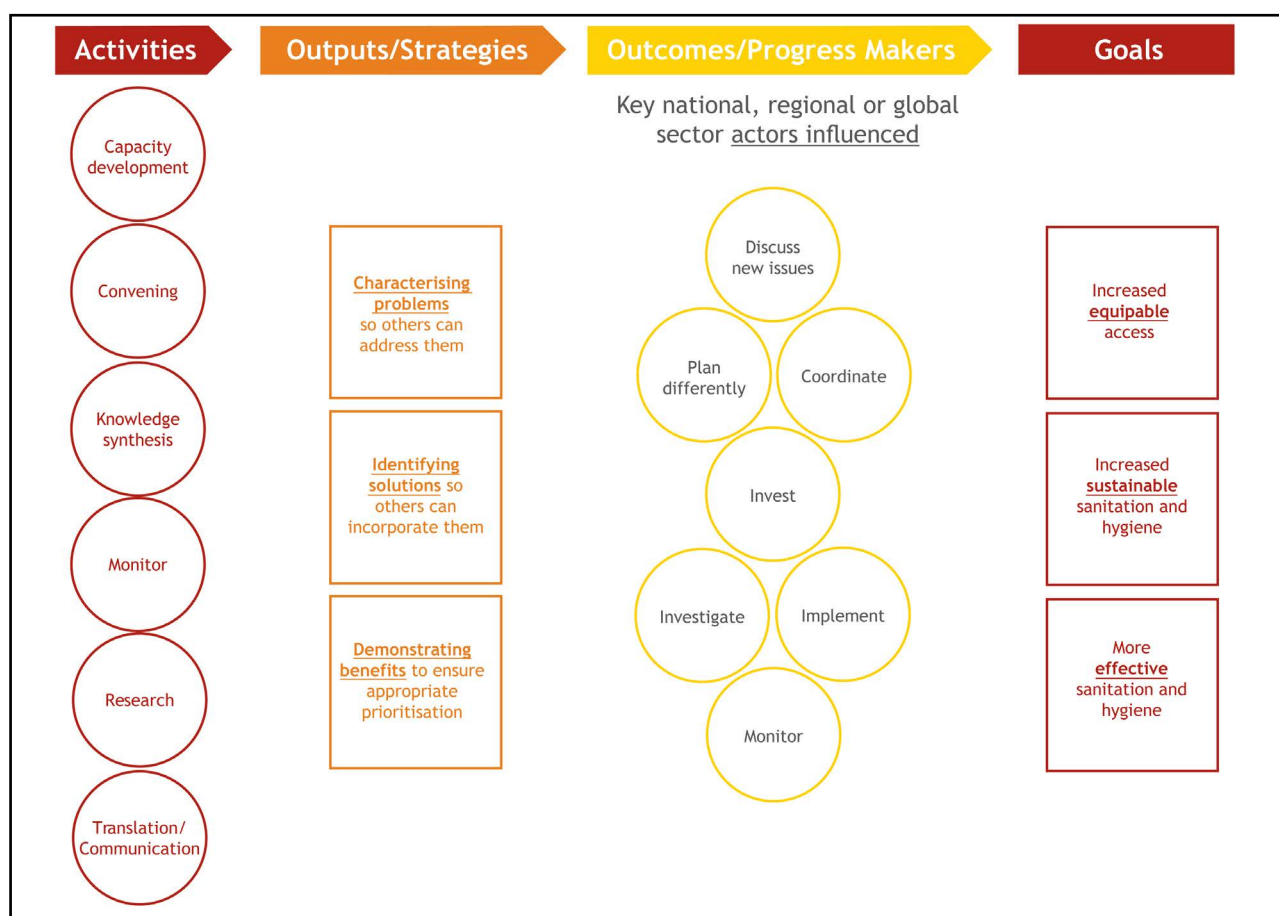 Activities
Outputs/Strategies
Outcomes/Progress Makers
Goals
Capacity
development
Convening
Knowledge
synthesis
Monitor
Research
Translation/
Communication
Characterising
problems
so others can
address them
Identifying
solutions so
others can
incorporate them
Demonstrating
benefits to ensure
appropriate
prioritisation
Key national, regional or global
sector actors influenced
Discuss
new issues
Plan
differently
Coordinate
Invest
Investigate
Implement
Monitor
Increased
equipable
access
Increased
sustainable
sanitation and
hygiene
More
effective
sanitation and
hygiene